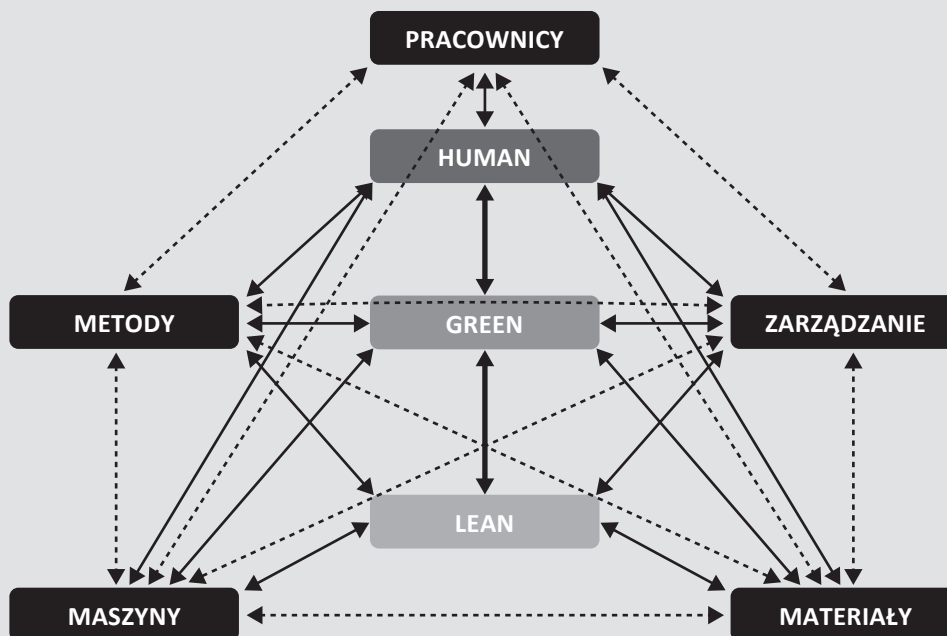 PRACOWNICY
HUMAN
METODY
GREEN
ZARZĄDZANIE
LEAN
MASZYNY
MATERIAŁY